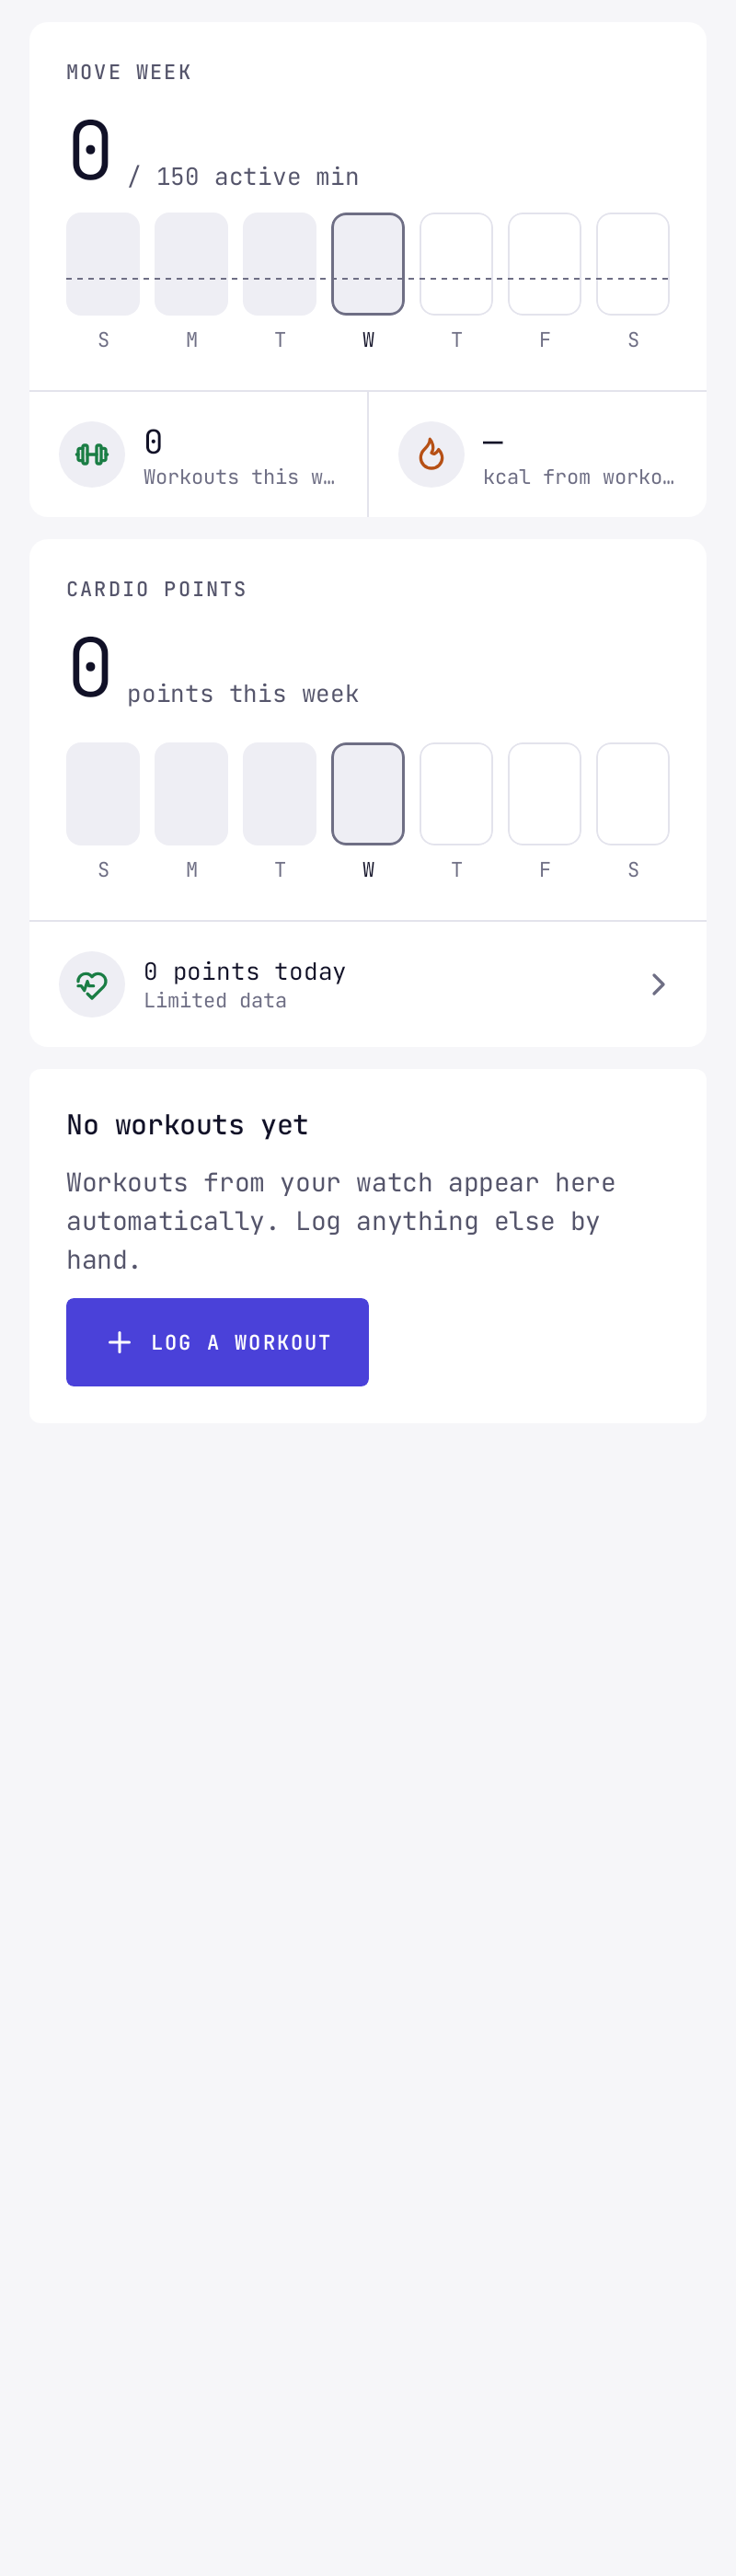 MOVE WEEK
0 / 150 active min
S M T W T F S
0
Workouts this w…
—
kcal from worko…
CARDIO POINTS
0 points this week
S M T W T F S
0 points today
Limited data
No workouts yet
Workouts from your watch appear here
automatically. Log anything else by
hand.
LOG A WORKOUT